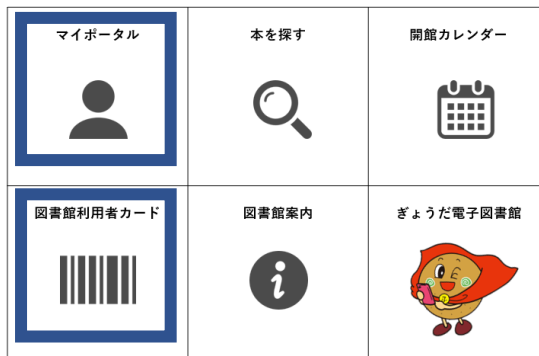 マイポータル
本を探す
開館カレンダー
図書館利用者カード
図書館案内
ぎょうだ電子図書館